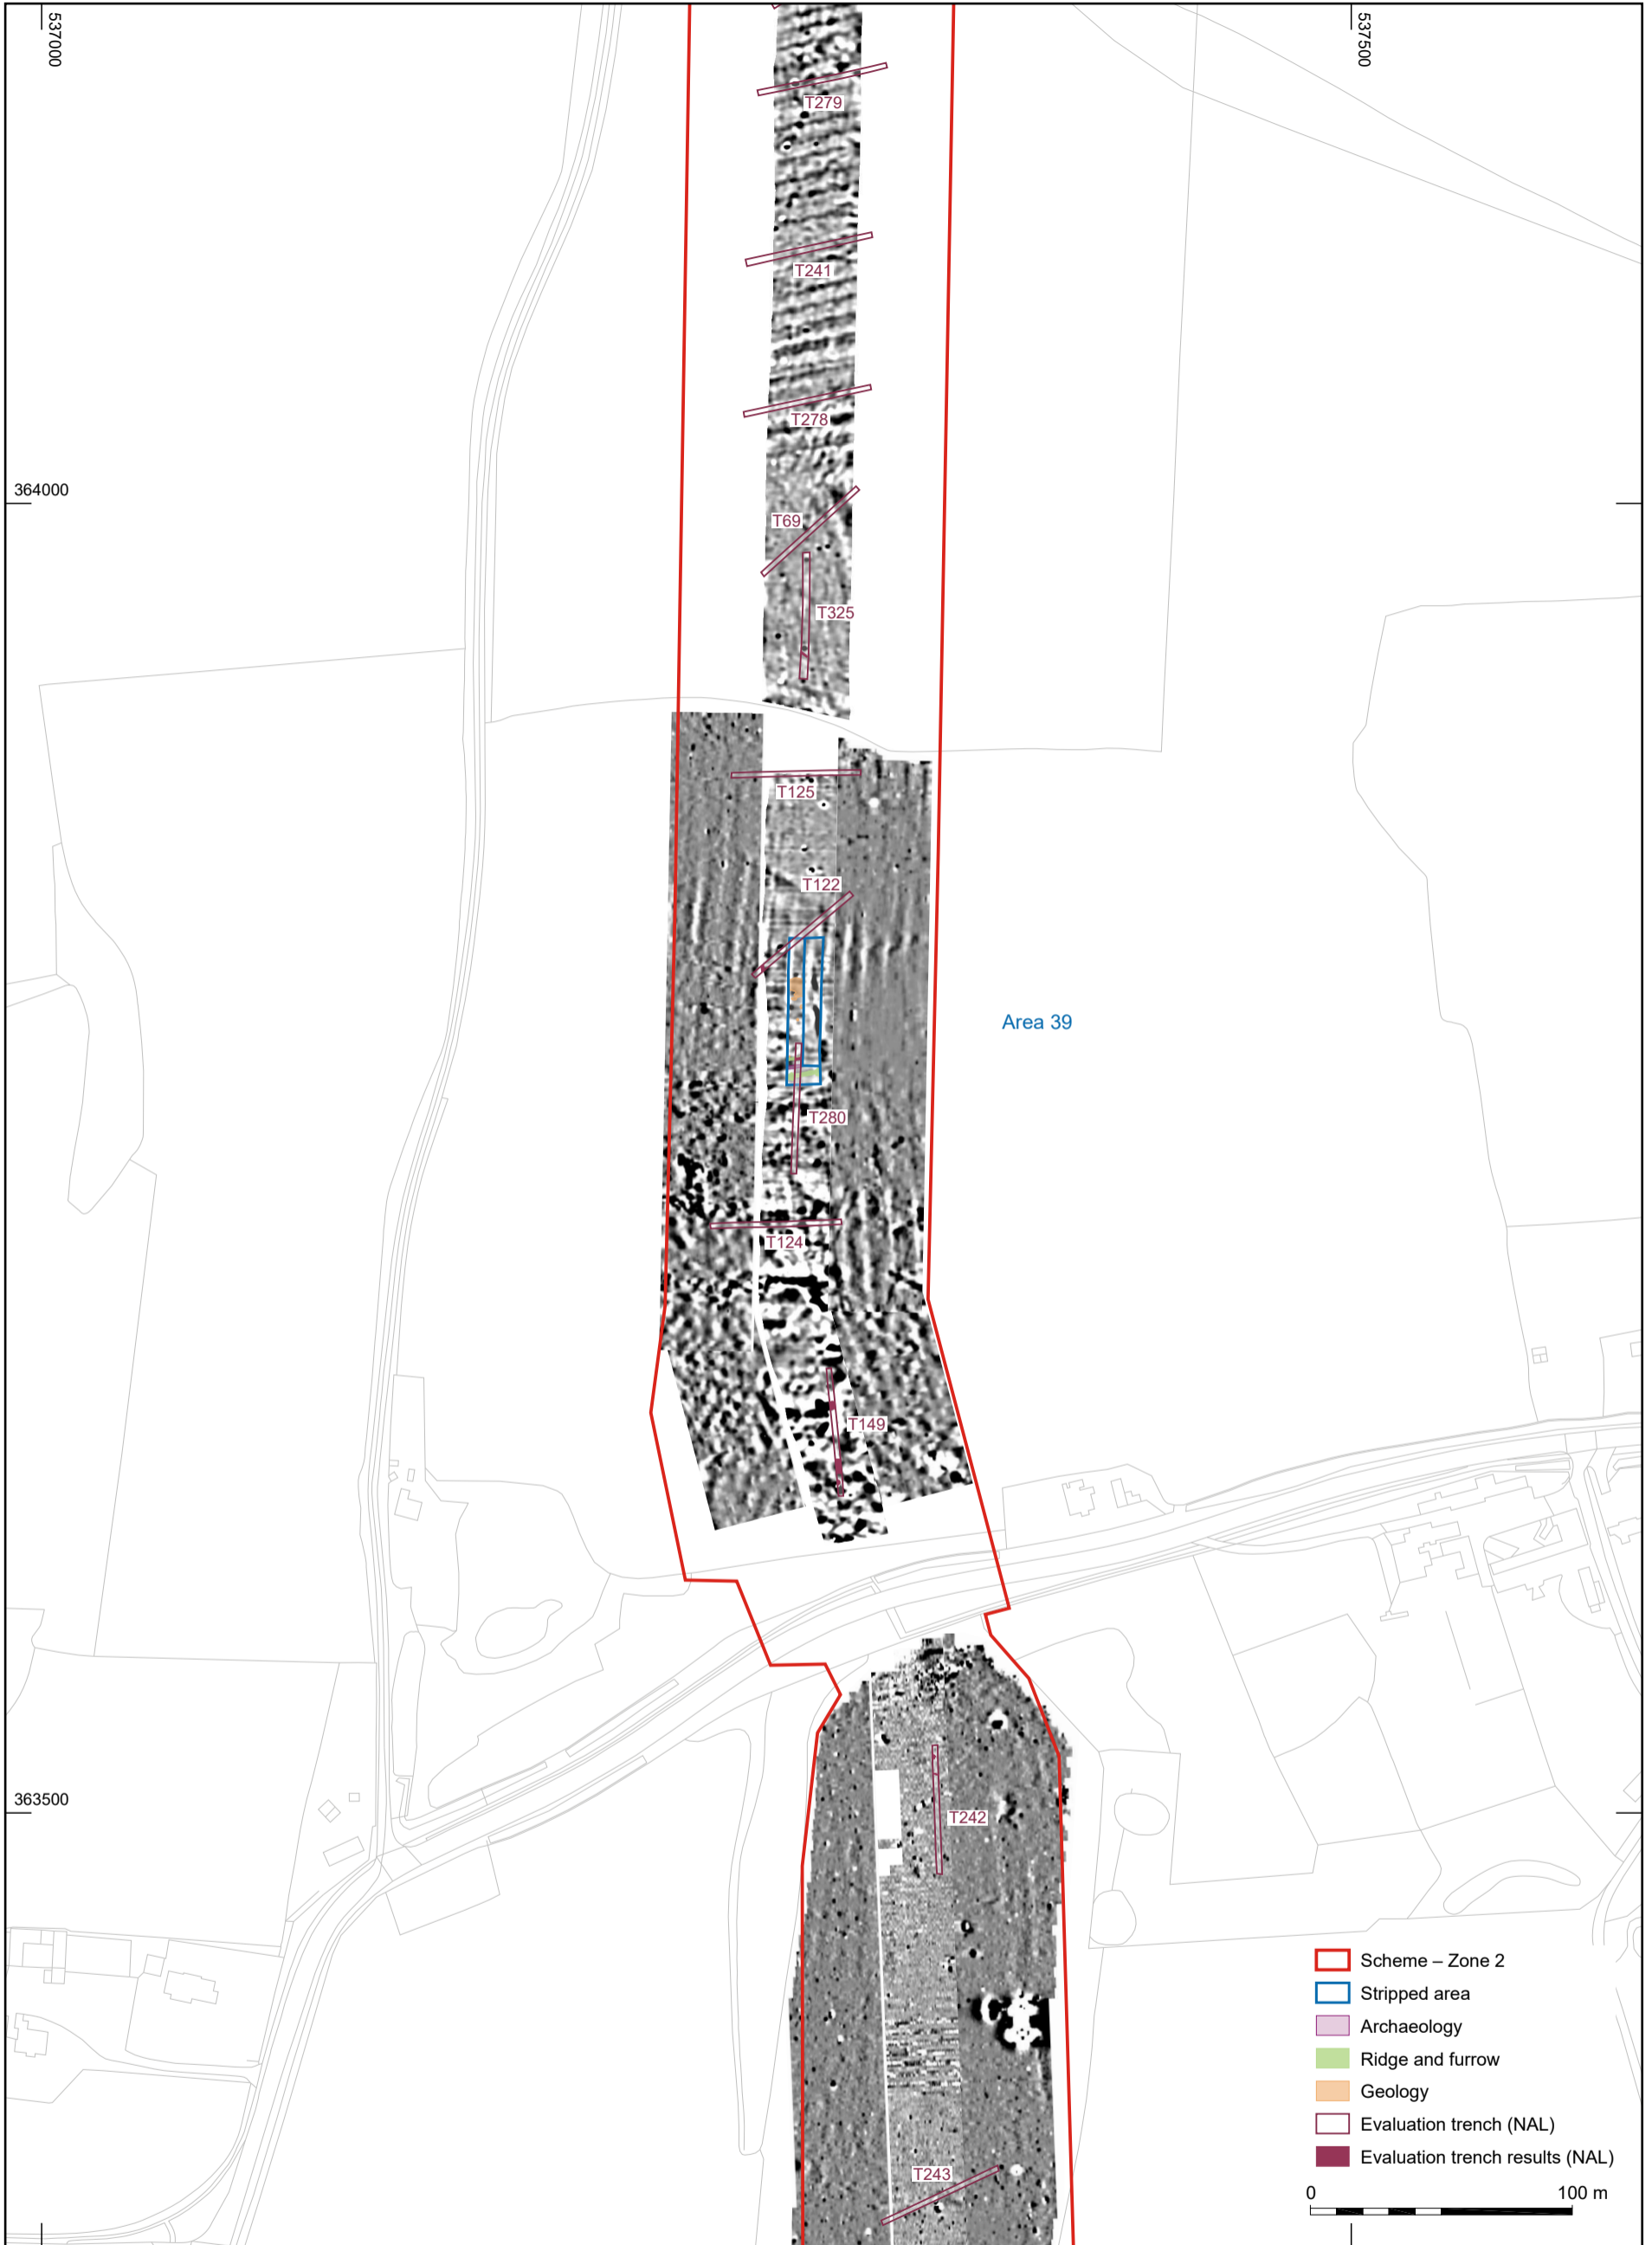 537000
537500
T279
T241
T278
364000
T69
T325
T125
T122
Area 39
T280
T124
T149
363500
T242
Scheme – Zone 2
Stripped area
Archaeology
Ridge and furrow
Geology
Evaluation trench (NAL)
Evaluation trench results (NAL)
T243
0 100 m